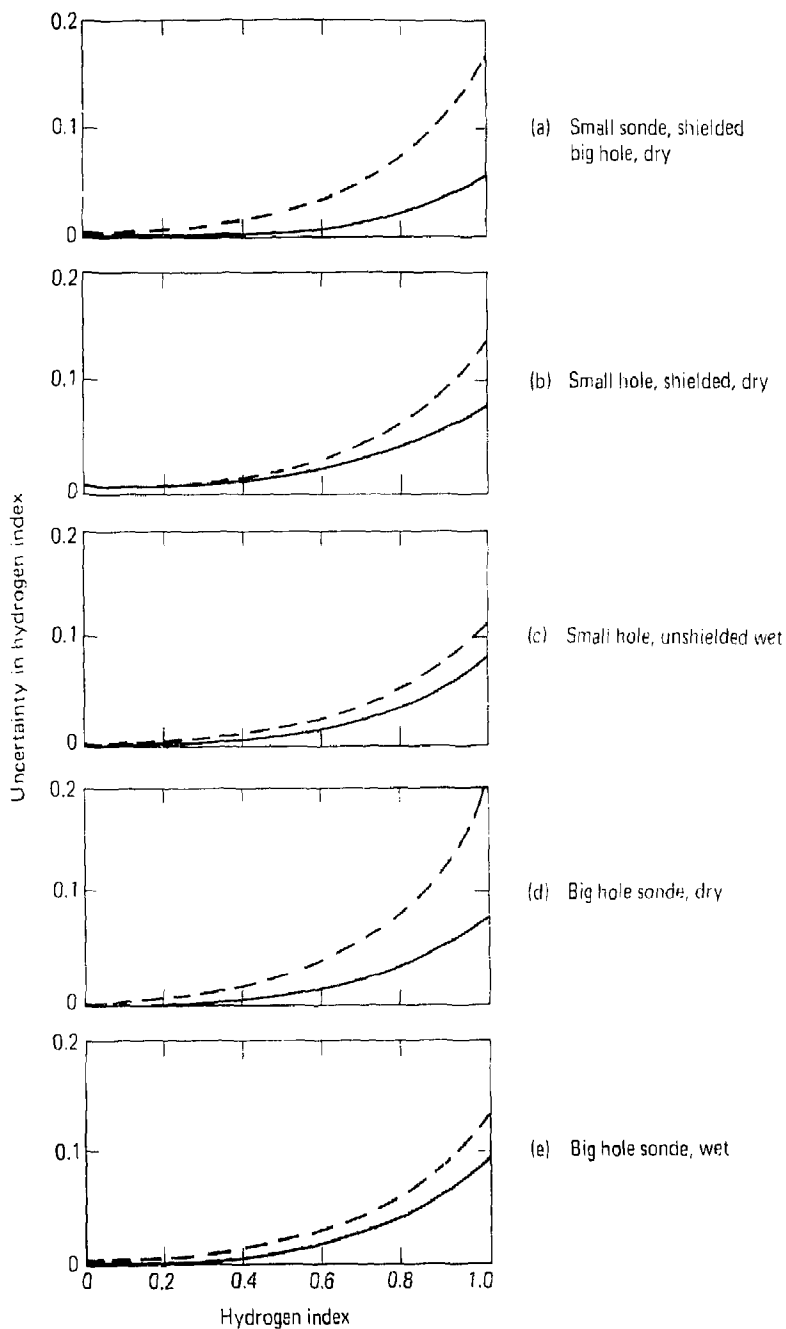 0.2
0.1
0
(a) Small sonde, shielded
big hole, dry
0.2
0.1
0
(b) Small hole, shielded, dry
Uncertainty in hydrogen index
0.2
0.1
0
(c) Small hole, unshielded wet
0.2
0.1
0
(d) Big hole sonde, dry
0.2
0.1
0
(e) Big hole sonde, wet
0 0.2 0.4 0.6 0.8 1.0
Hydrogen index